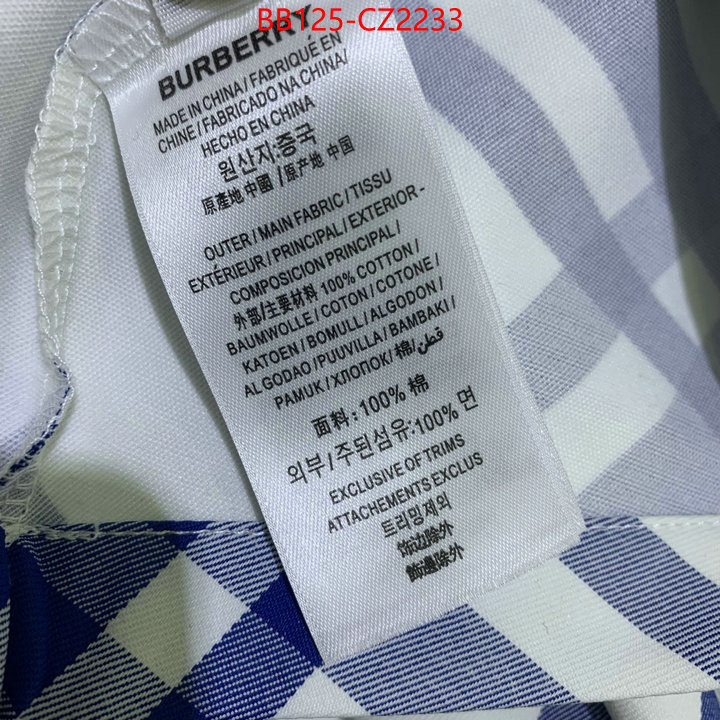 BB125-CZ2233
BURBERRY
MADE IN CHINA / FABRIQUÉ EN
CHINE / FABRICADO NA CHINA/
HECHO EN CHINA
원산지:중국
原產地 中國 / 原产地 中国
OUTER / MAIN FABRIC / TISSU
EXTÉRIEUR / PRINCIPAL / EXTERIOR-
COMPOSICION PRINCIPAL /
外部/主要材料 100% COTTON /
BAUMWOLLE / COTON / COTONE /
KATOEN / BOMULL / ALGODON /
ALGODAO / PUUVILLA / BAMBAKI /
PAMUK / ХЛОПОК / 棉 / قطن
面料 : 100% 棉
외부 / 주된섬유:100% 면
EXCLUSIVE OF TRIMS
ATTACHEMENTS EXCLUS
트리밍제외
饰边除外
飾邊除外